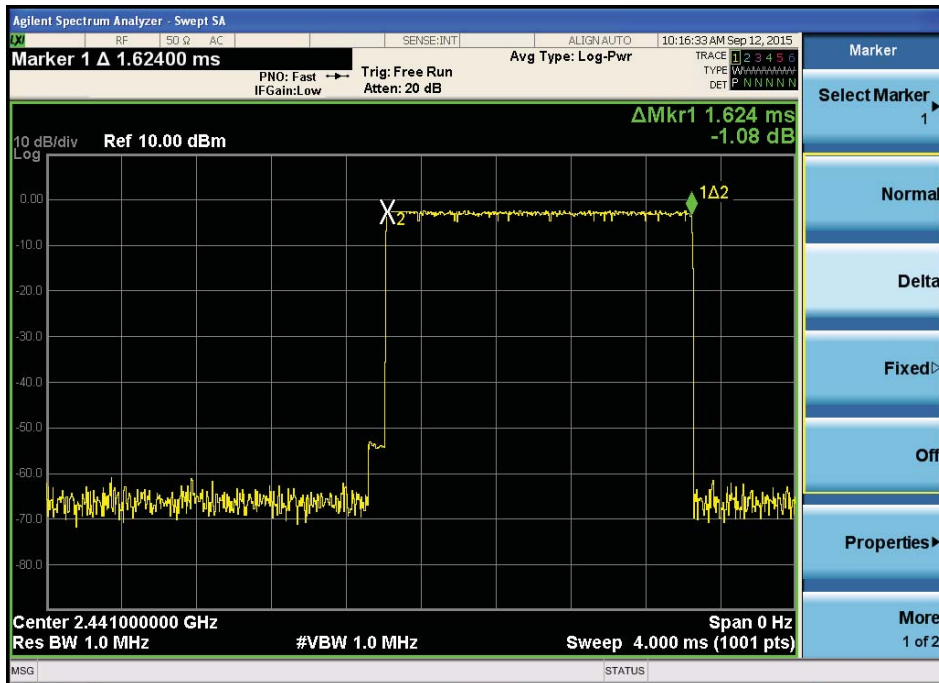 Agilent Spectrum Analyzer - Swept SA
LXI RF 50 Ω AC SENSE:INT ALIGN AUTO 10:16:33 AM Sep 12, 2015
Marker 1 Δ 1.62400 ms
PNO: Fast
IFGain:Low
Trig: Free Run
Atten: 20 dB
Avg Type: Log-Pwr
TRACE 1 2 3 4 5 6
TYPE
DET P N N N N N
ΔMkr1 1.624 ms
-1.08 dB
10 dB/div Ref 10.00 dBm
Log
0.00
-10.0
-20.0
-30.0
-40.0
-50.0
-60.0
-70.0
-80.0
X2
1Δ2
Center 2.441000000 GHz Span 0 Hz
Res BW 1.0 MHz #VBW 1.0 MHz Sweep 4.000 ms (1001 pts)
MSG STATUS
Marker
Select Marker
1
Normal
Delta
Fixed
Off
Properties
More
1 of 2